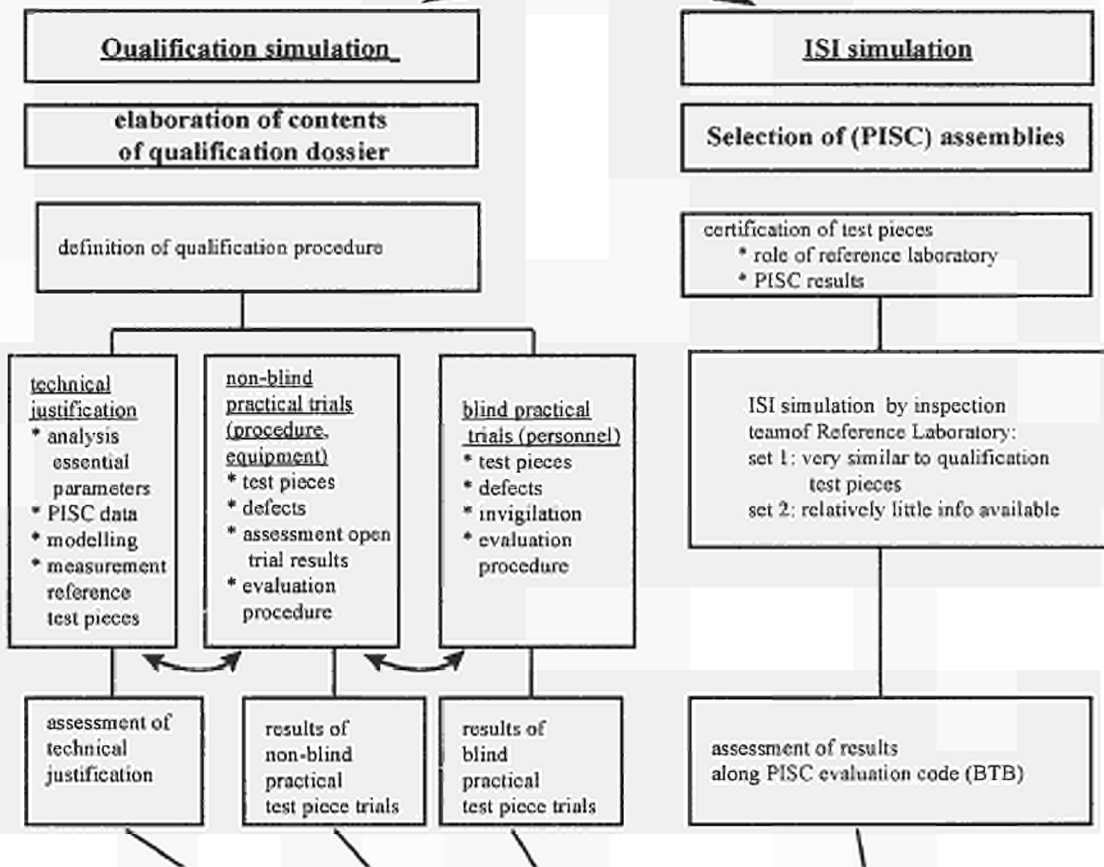 Qualification simulation
elaboration of contents
of qualification dossier
definition of qualification procedure
technical
justification
* analysis
essential
parameters
* PISC data
* modelling
* measurement
reference
test pieces
non-blind
practical trials
(procedure,
equipment)
* test pieces
* defects
* assessment open
trial results
* evaluation
procedure
blind practical
trials (personnel)
* test pieces
* defects
* invigilation
* evaluation
procedure
assessment of
technical
justification
results of
non-blind
practical
test piece trials
results of
blind
practical
test piece trials
ISI simulation
Selection of (PISC) assemblies
certification of test pieces
* role of reference laboratory
* PISC results
ISI simulation by inspection
teamof Reference Laboratory:
set 1: very similar to qualification
test pieces
set 2: relatively little info available
assessment of results
along PISC evaluation code (BTB)